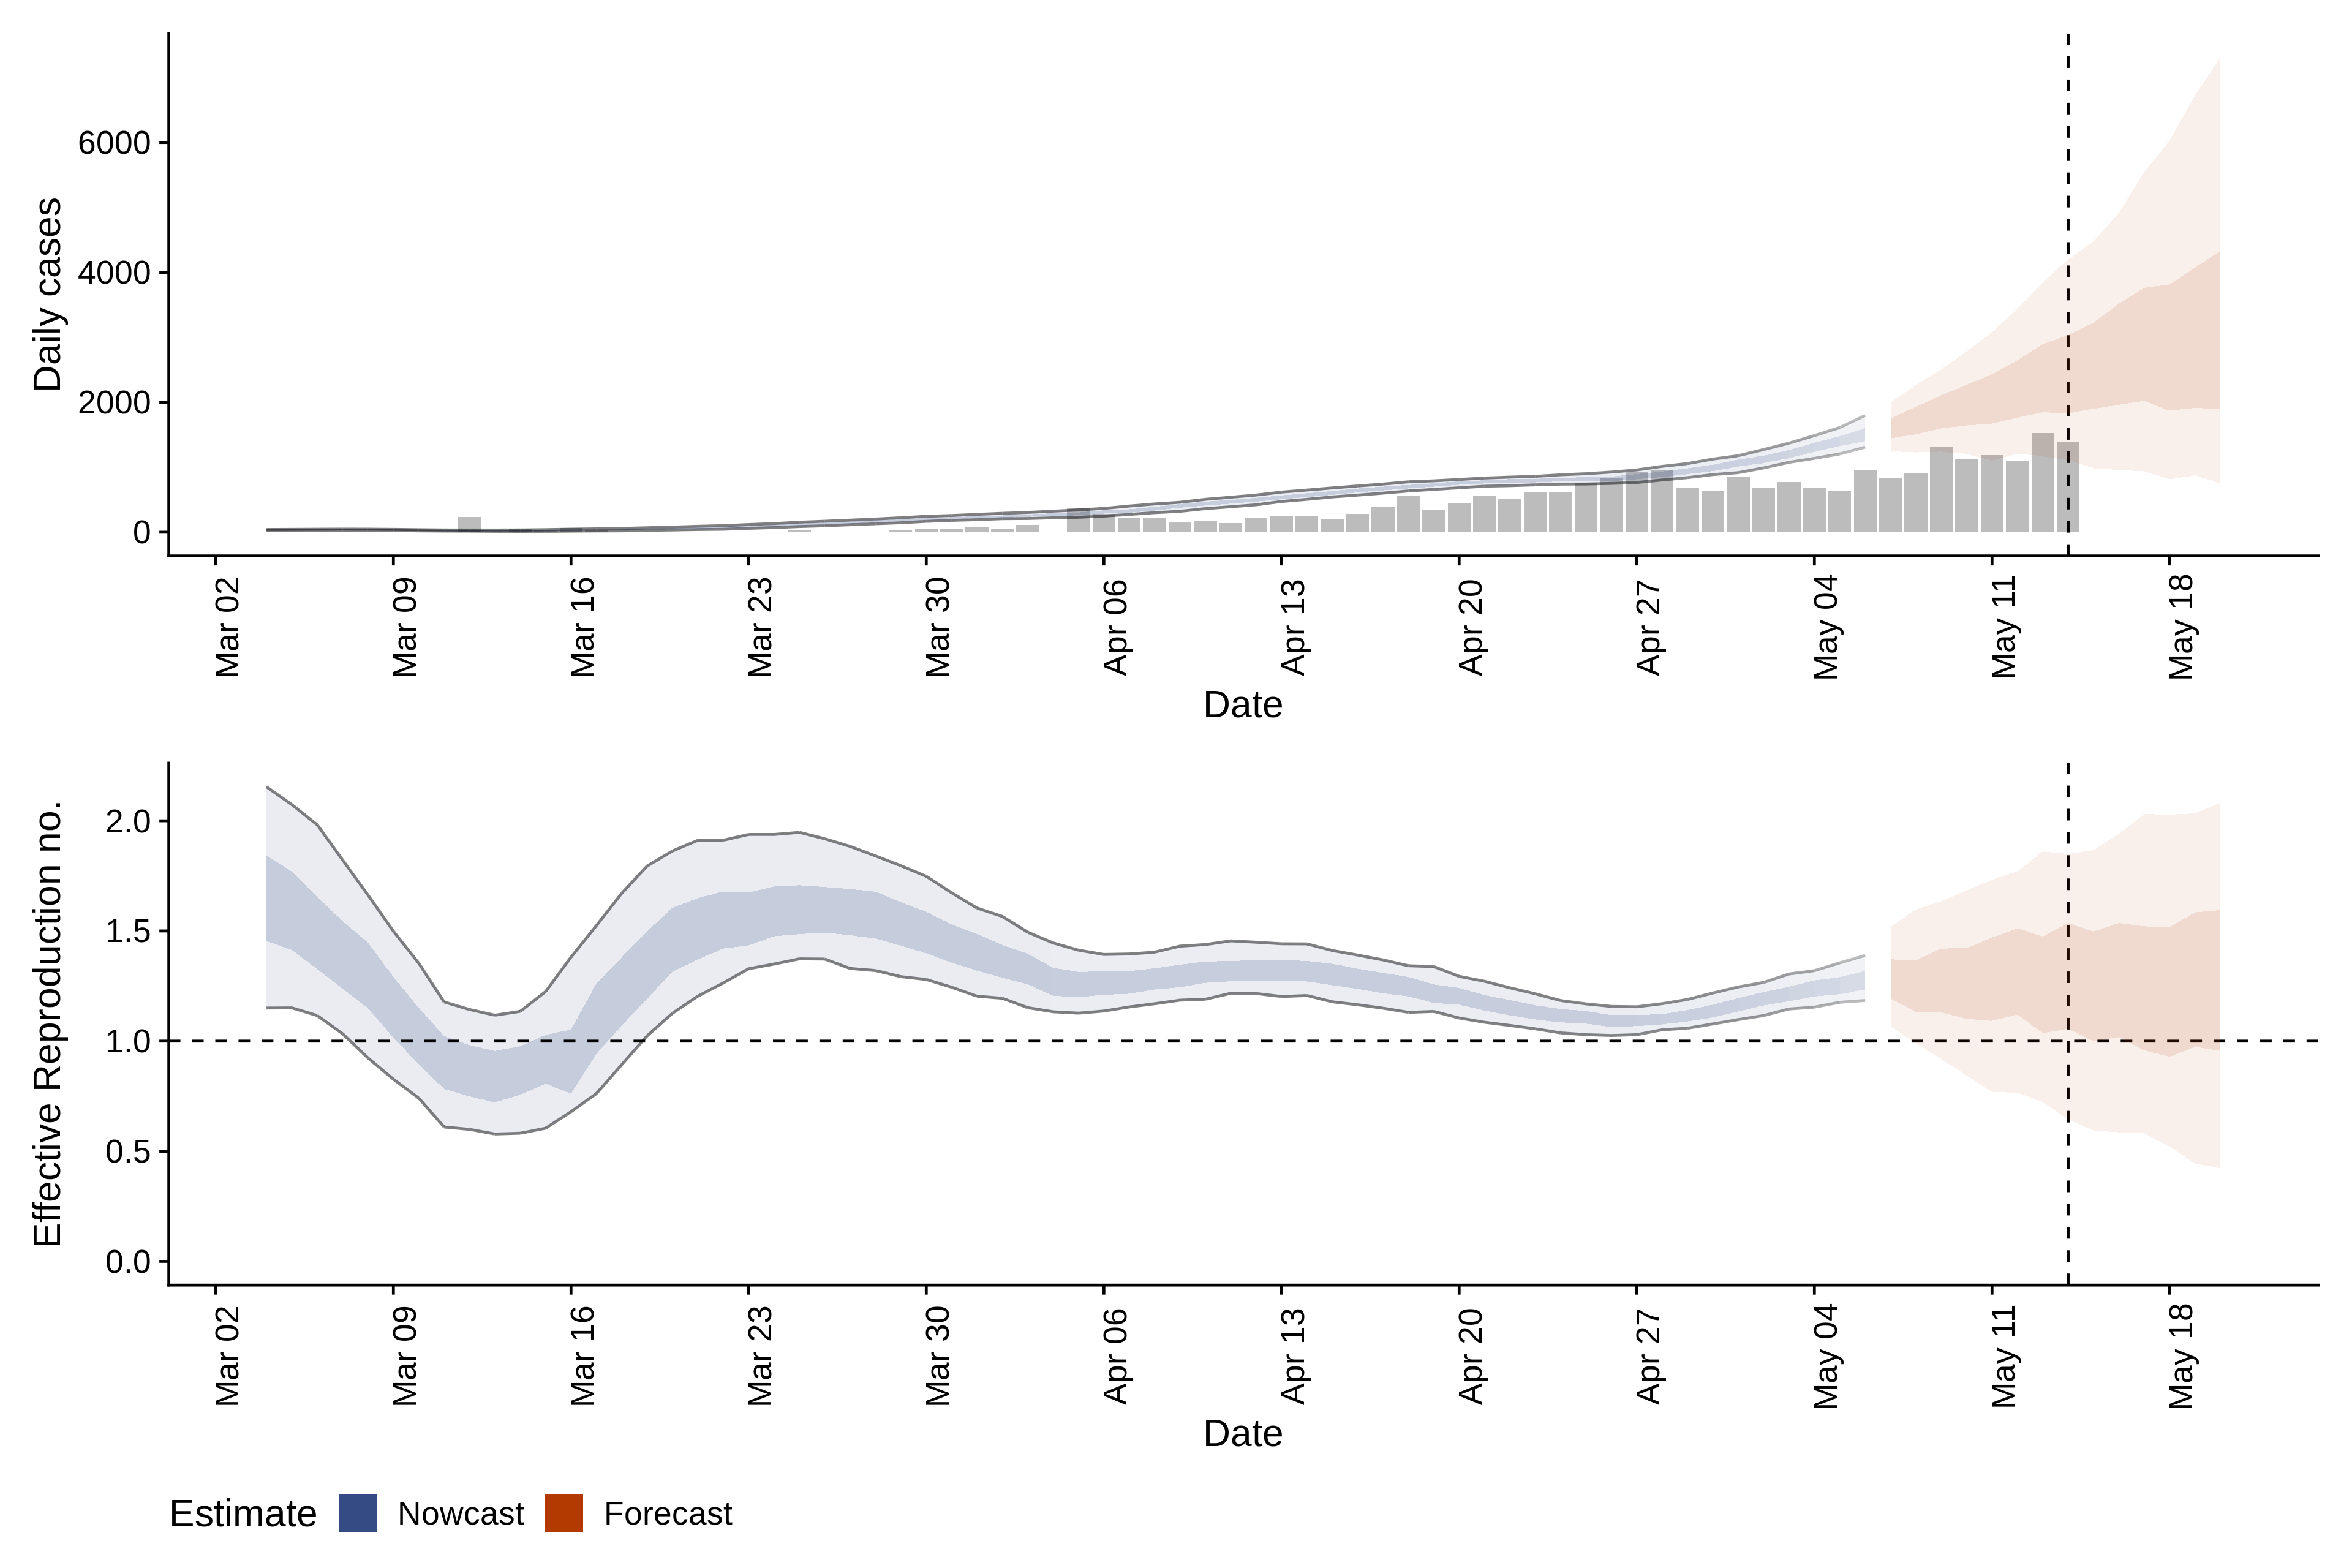 Daily cases
6000
4000
2000
0
Mar 02
Mar 09
Mar 16
Mar 23
Mar 30
Apr 06
Apr 13
Apr 20
Apr 27
May 04
May 11
May 18
Date
Effective Reproduction no.
2.0
1.5
1.0
0.5
0.0
Mar 02
Mar 09
Mar 16
Mar 23
Mar 30
Apr 06
Apr 13
Apr 20
Apr 27
May 04
May 11
May 18
Date
Estimate Nowcast Forecast